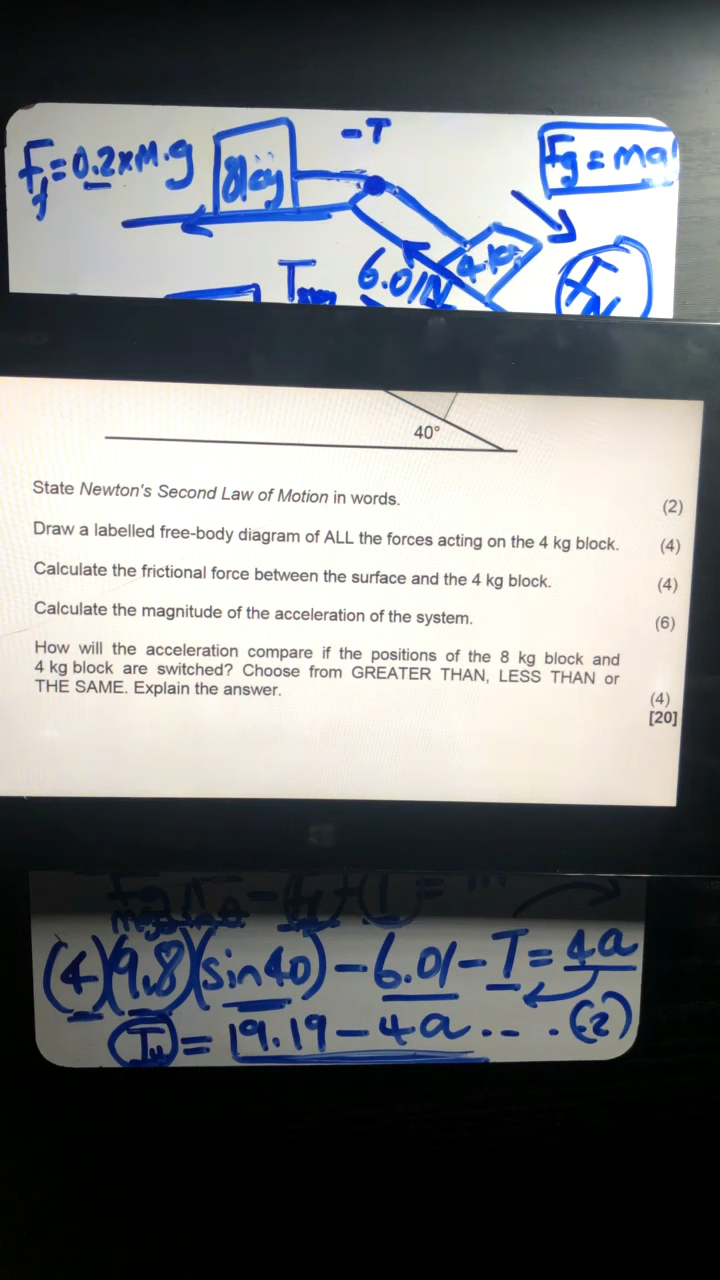 -T
Ff = 0.2 x M.g
8kg
Fg = mg
4 kg
6.01N
FN
40°
State Newton's Second Law of Motion in words. (2)
Draw a labelled free-body diagram of ALL the forces acting on the 4 kg block. (4)
Calculate the frictional force between the surface and the 4 kg block. (4)
Calculate the magnitude of the acceleration of the system. (6)
How will the acceleration compare if the positions of the 8 kg block and
4 kg block are switched? Choose from GREATER THAN, LESS THAN or
THE SAME. Explain the answer. (4)
[20]
(4)(9.8)(sin40) - 6.01 - T = 4a
= 19.19 - 4a ... . (2)